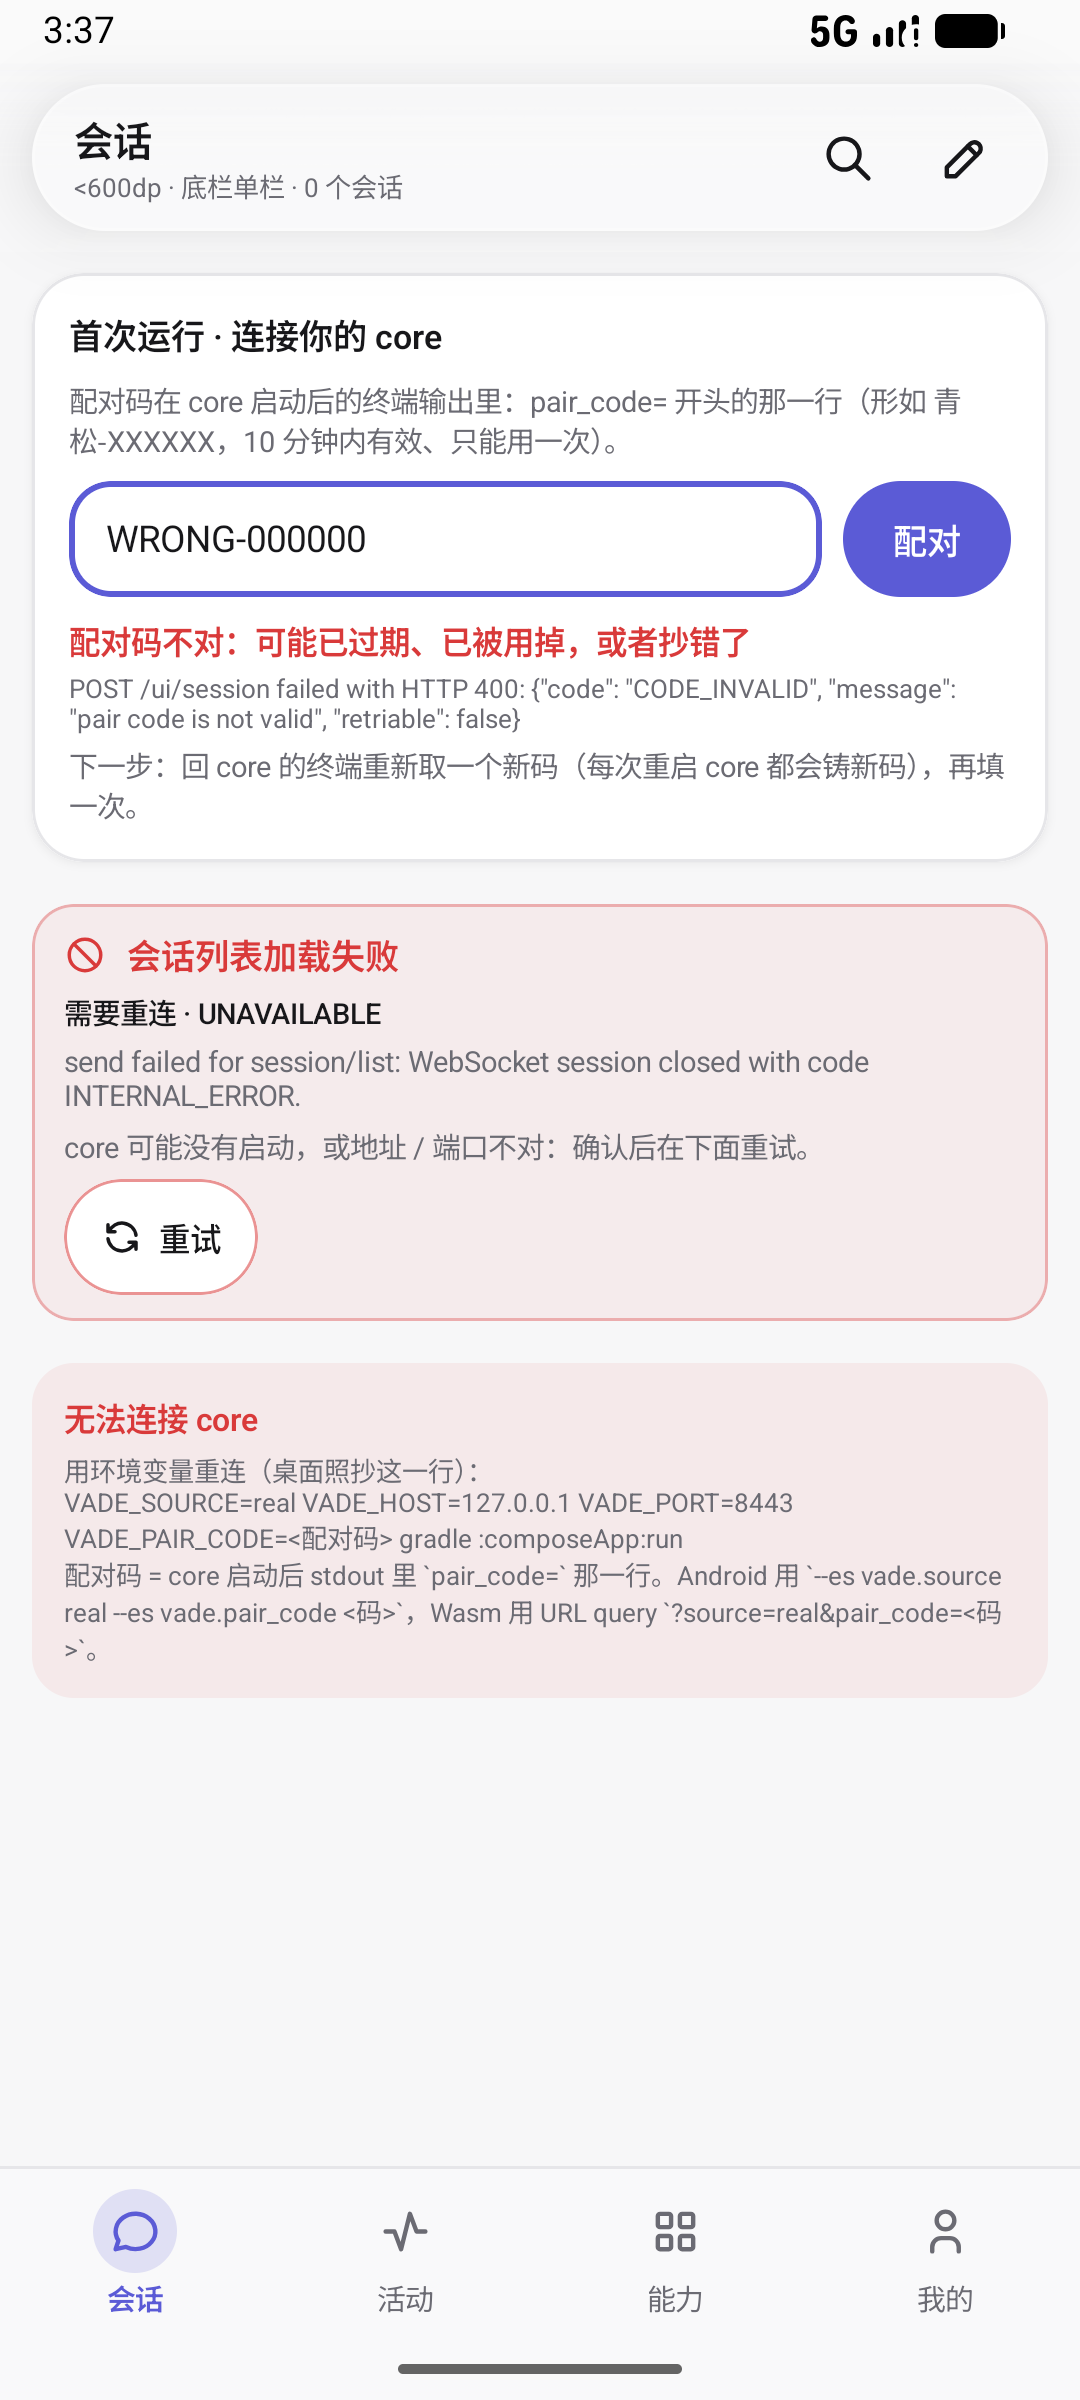 3:37
5G
会话
<600dp · 底栏单栏 · 0 个会话
首次运行 · 连接你的 core
配对码在 core 启动后的终端输出里：pair_code= 开头的那一行（形如 青
松-XXXXXX，10 分钟内有效、只能用一次）。
WRONG-000000
配对
配对码不对：可能已过期、已被用掉，或者抄错了
POST /ui/session failed with HTTP 400: {"code": "CODE_INVALID", "message":
"pair code is not valid", "retriable": false}
下一步：回 core 的终端重新取一个新码（每次重启 core 都会铸新码），再填
一次。
会话列表加载失败
需要重连 · UNAVAILABLE
send failed for session/list: WebSocket session closed with code
INTERNAL_ERROR.
core 可能没有启动，或地址 / 端口不对：确认后在下面重试。
重试
无法连接 core
用环境变量重连（桌面照抄这一行）：
VADE_SOURCE=real VADE_HOST=127.0.0.1 VADE_PORT=8443
VADE_PAIR_CODE=<配对码> gradle :composeApp:run
配对码 = core 启动后 stdout 里 `pair_code=` 那一行。Android 用 `--es vade.source
real --es vade.pair_code <码>`，Wasm 用 URL query `?source=real&pair_code=<码
>`。
会话
活动
能力
我的